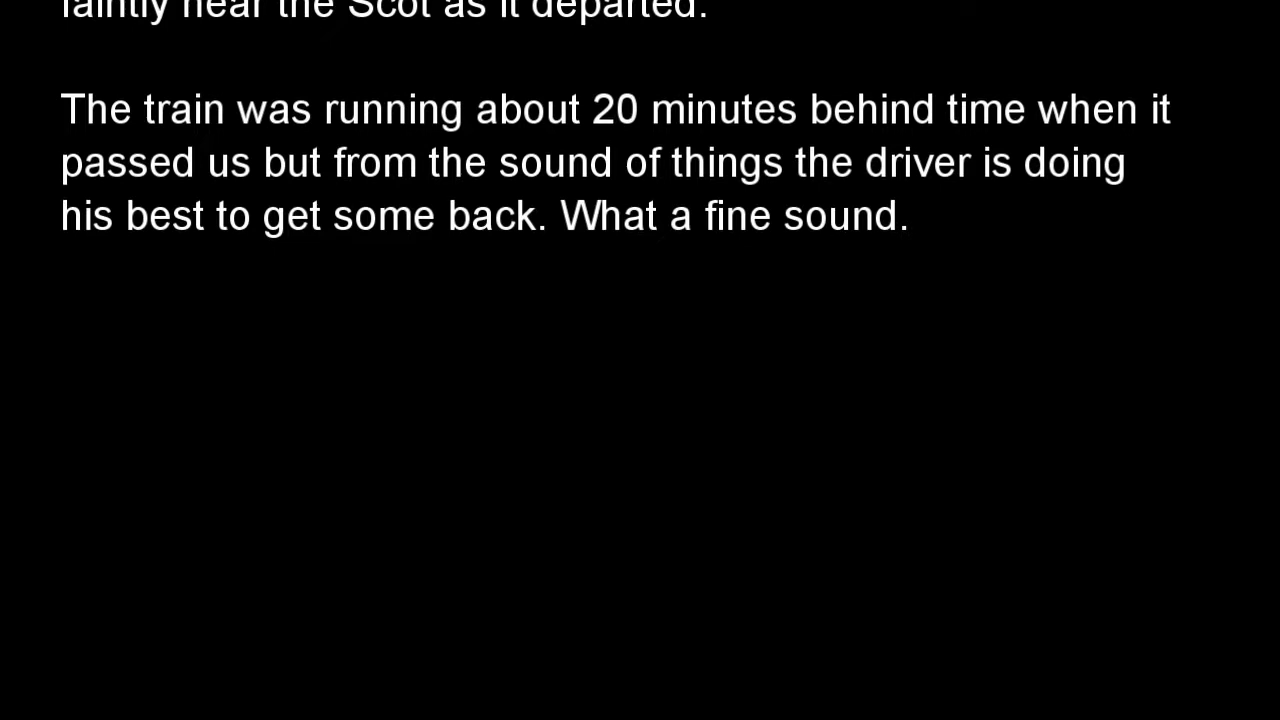 faintly hear the Scot as it departed.
The train was running about 20 minutes behind time when it
passed us but from the sound of things the driver is doing
his best to get some back. What a fine sound.